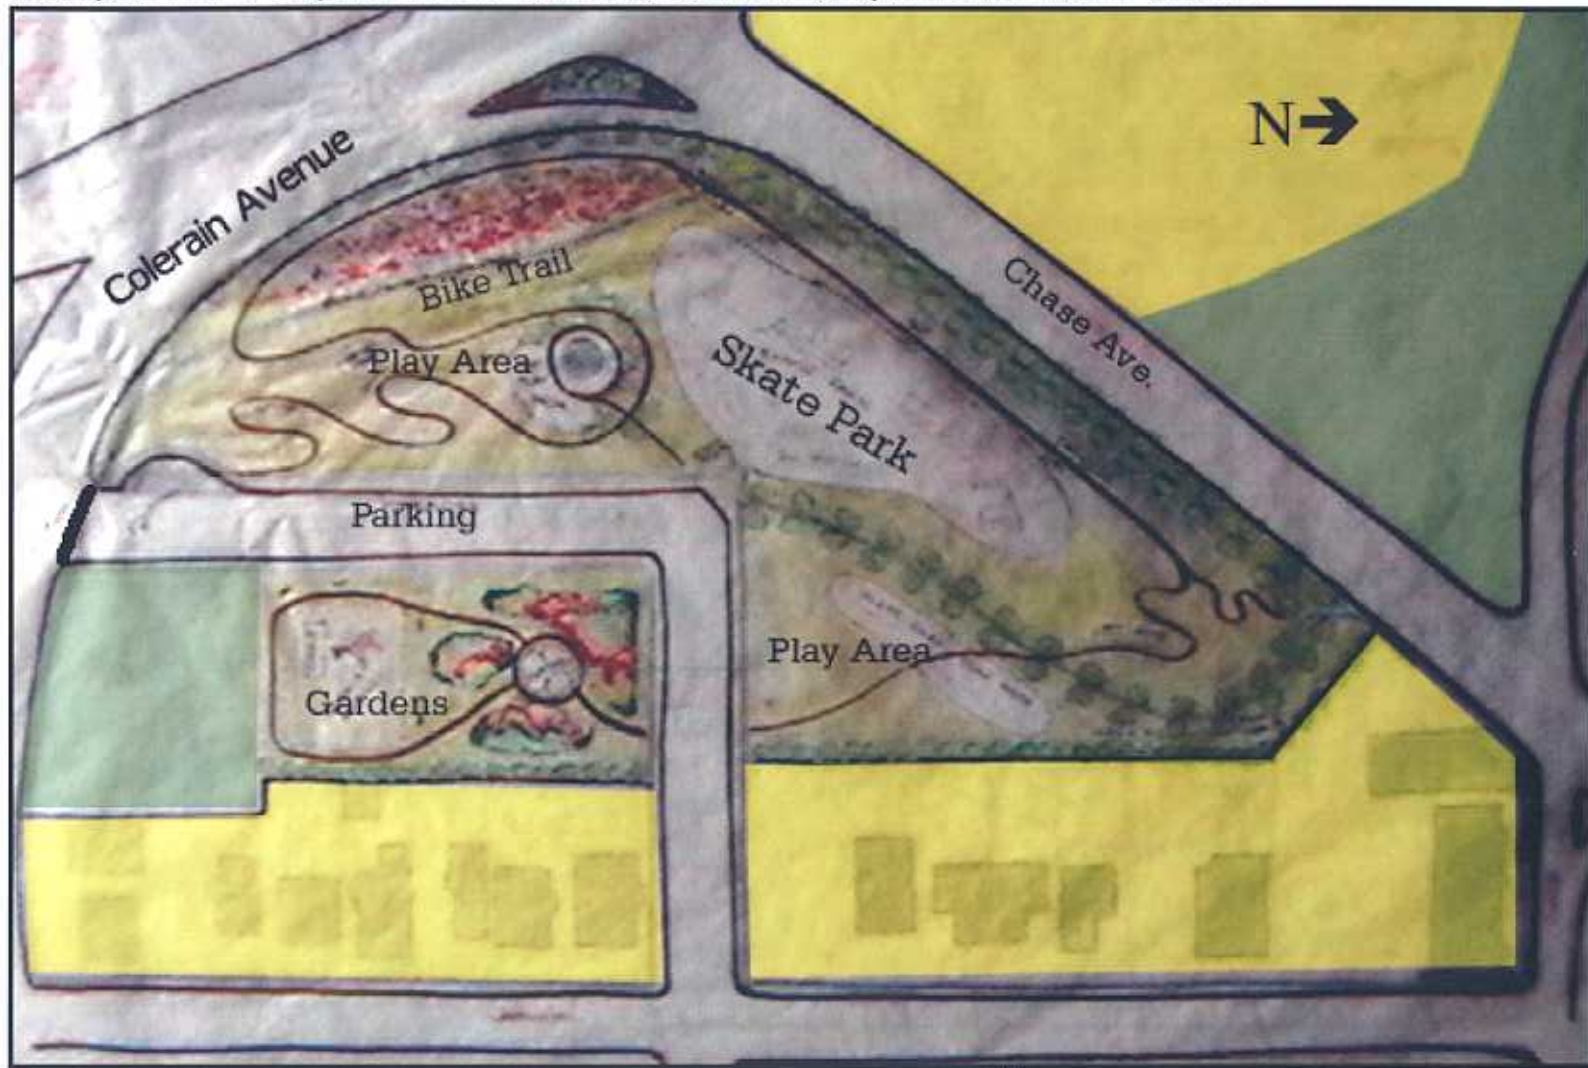 N
Colerain Avenue
Chase Ave.
Bike Trail
Play Area
Skate Park
Parking
Play Area
Gardens